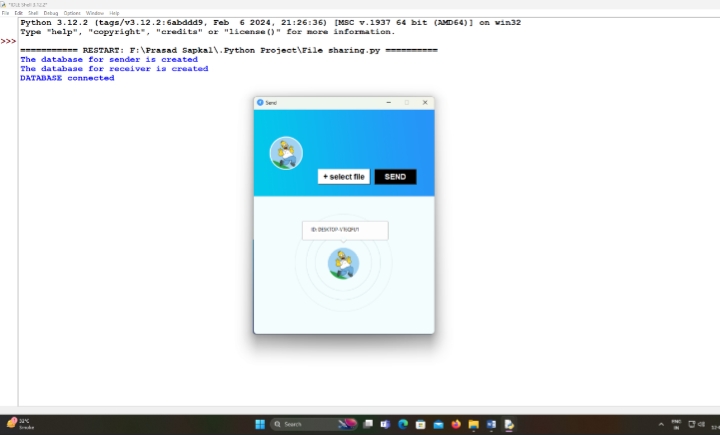 *IDLE Shell 3.12.2*
File Edit Shell Debug Options Window Help
Python 3.12.2 (tags/v3.12.2:6abddd9, Feb 6 2024, 21:26:36) [MSC v.1937 64 bit (AMD64)] on win32
Type "help", "copyright", "credits" or "license()" for more information.
>>>
=========== RESTART: F:\Prasad Sapkal\.Python Project\File sharing.py ==========
The database for sender is created
The database for receiver is created
DATABASE connected
Send
+ select file
SEND
ID:
31°C
Smoke
Search
ENG
IN